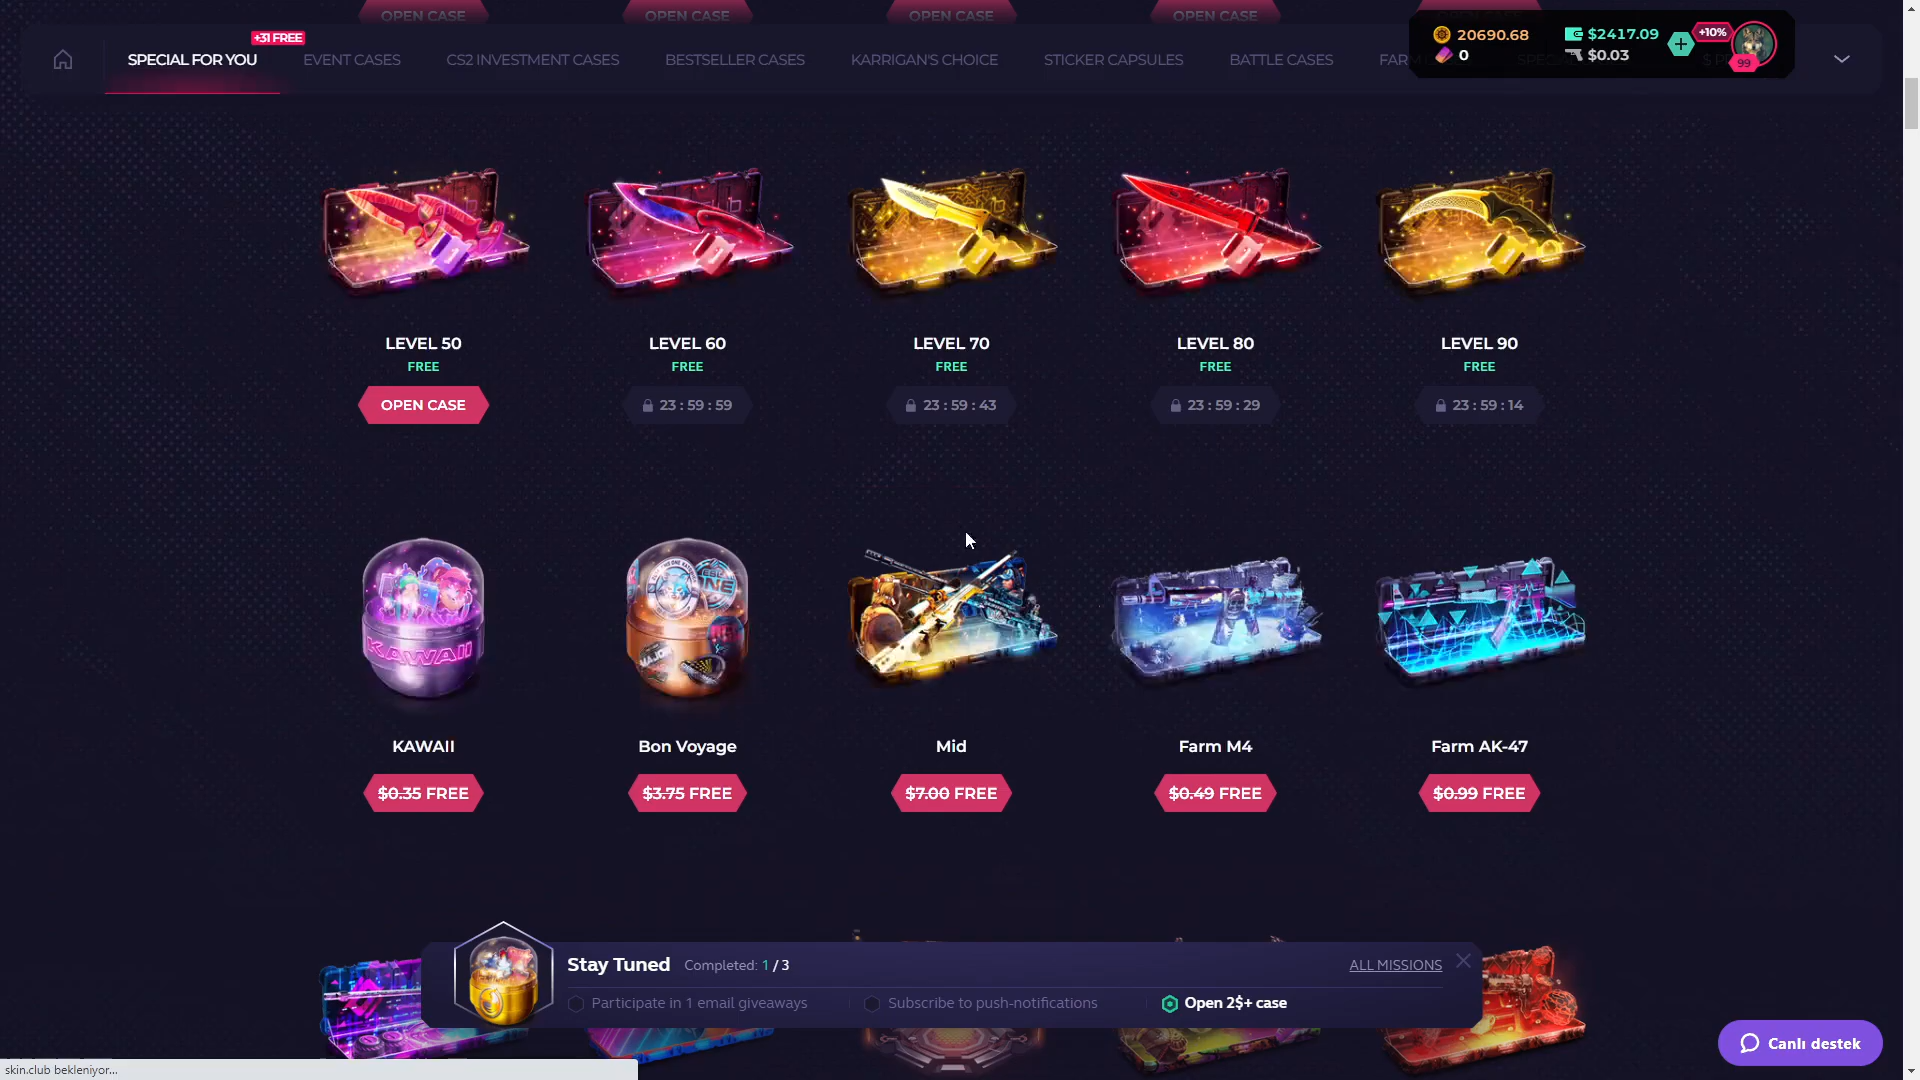 OPEN CASE
OPEN CASE
OPEN CASE
OPEN CASE
+31 FREE
SPECIAL FOR YOU
EVENT CASES
CS2 INVESTMENT CASES
BESTSELLER CASES
KARRIGAN'S CHOICE
STICKER CAPSULES
BATTLE CASES
FARM
20690.68
0
$2417.09
$0.03
+10%
99
LEVEL 50
FREE
OPEN CASE
LEVEL 60
FREE
23 : 59 : 59
LEVEL 70
FREE
23 : 59 : 43
LEVEL 80
FREE
23 : 59 : 29
LEVEL 90
FREE
23 : 59 : 14
KAWAII
KAWAII
$0.35 FREE
Bon Voyage
$3.75 FREE
Mid
$7.00 FREE
Farm M4
$0.49 FREE
Farm AK-47
$0.99 FREE
Stay Tuned
Completed: 1 / 3
ALL MISSIONS
Participate in 1 email giveaways
Subscribe to push-notifications
Open 2$+ case
Canlı destek
skin.club bekleniyor...